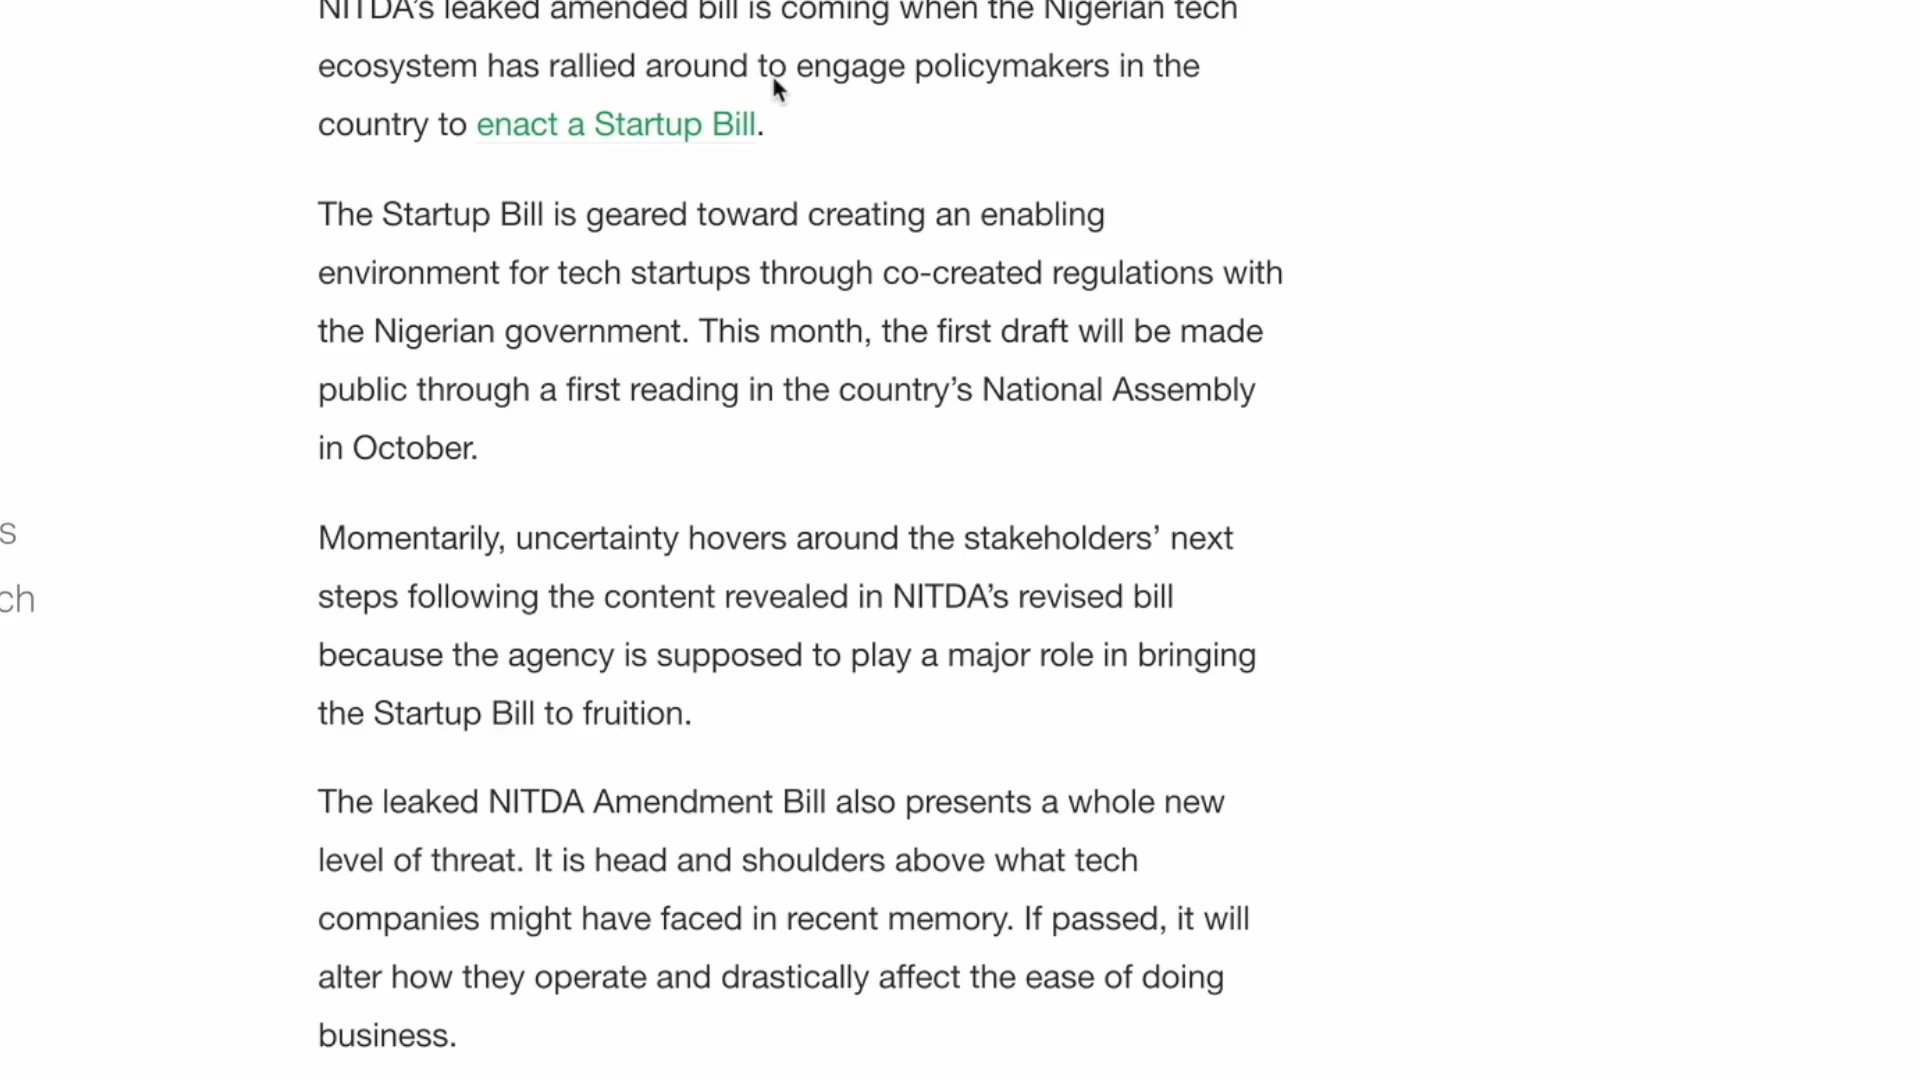 NITDA's leaked amended bill is coming when the Nigerian tech
ecosystem has rallied around to engage policymakers in the
country to enact a Startup Bill.
The Startup Bill is geared toward creating an enabling
environment for tech startups through co-created regulations with
the Nigerian government. This month, the first draft will be made
public through a first reading in the country’s National Assembly
in October.
s
ch
Momentarily, uncertainty hovers around the stakeholders’ next
steps following the content revealed in NITDA’s revised bill
because the agency is supposed to play a major role in bringing
the Startup Bill to fruition.
The leaked NITDA Amendment Bill also presents a whole new
level of threat. It is head and shoulders above what tech
companies might have faced in recent memory. If passed, it will
alter how they operate and drastically affect the ease of doing
business.